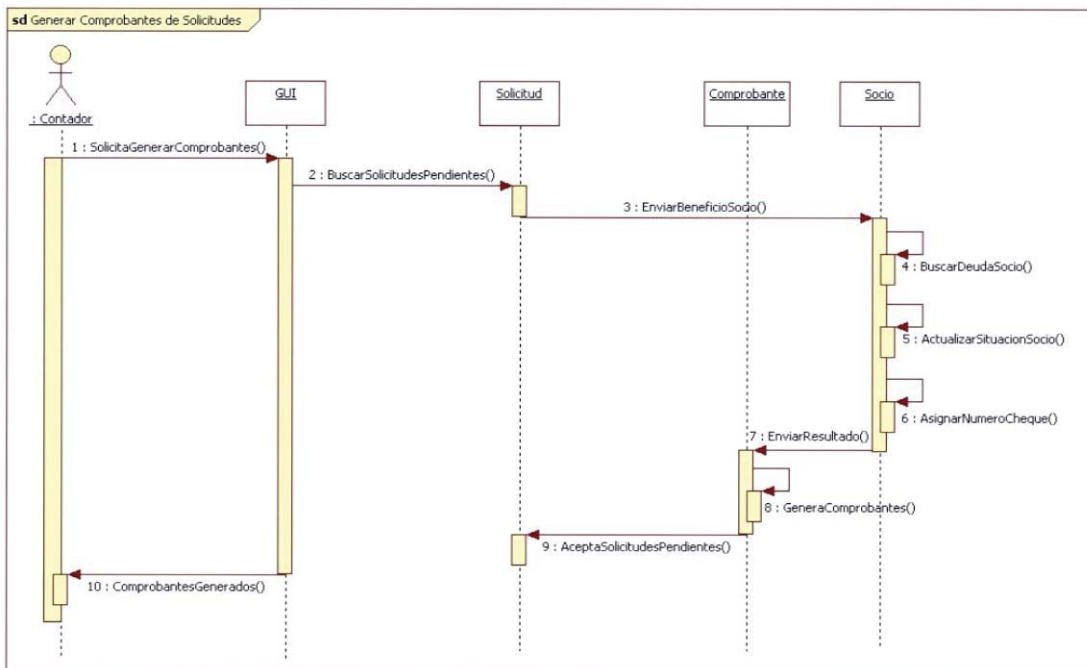 sd Generar Comprobantes de Solicitudes
: Contador
GUI
Solicitud
Comprobante
Socio
1 : SolicitaGenerarComprobantes()
2 : BuscarSolicitudesPendientes()
3 : EnviarBeneficioSocio()
4 : BuscarDeudaSocio()
5 : ActualizarSituacionSocio()
6 : AsignarNumeroCheque()
7 : EnviarResultado()
8 : GeneraComprobantes()
9 : AceptaSolicitudesPendientes()
10 : ComprobantesGenerados()